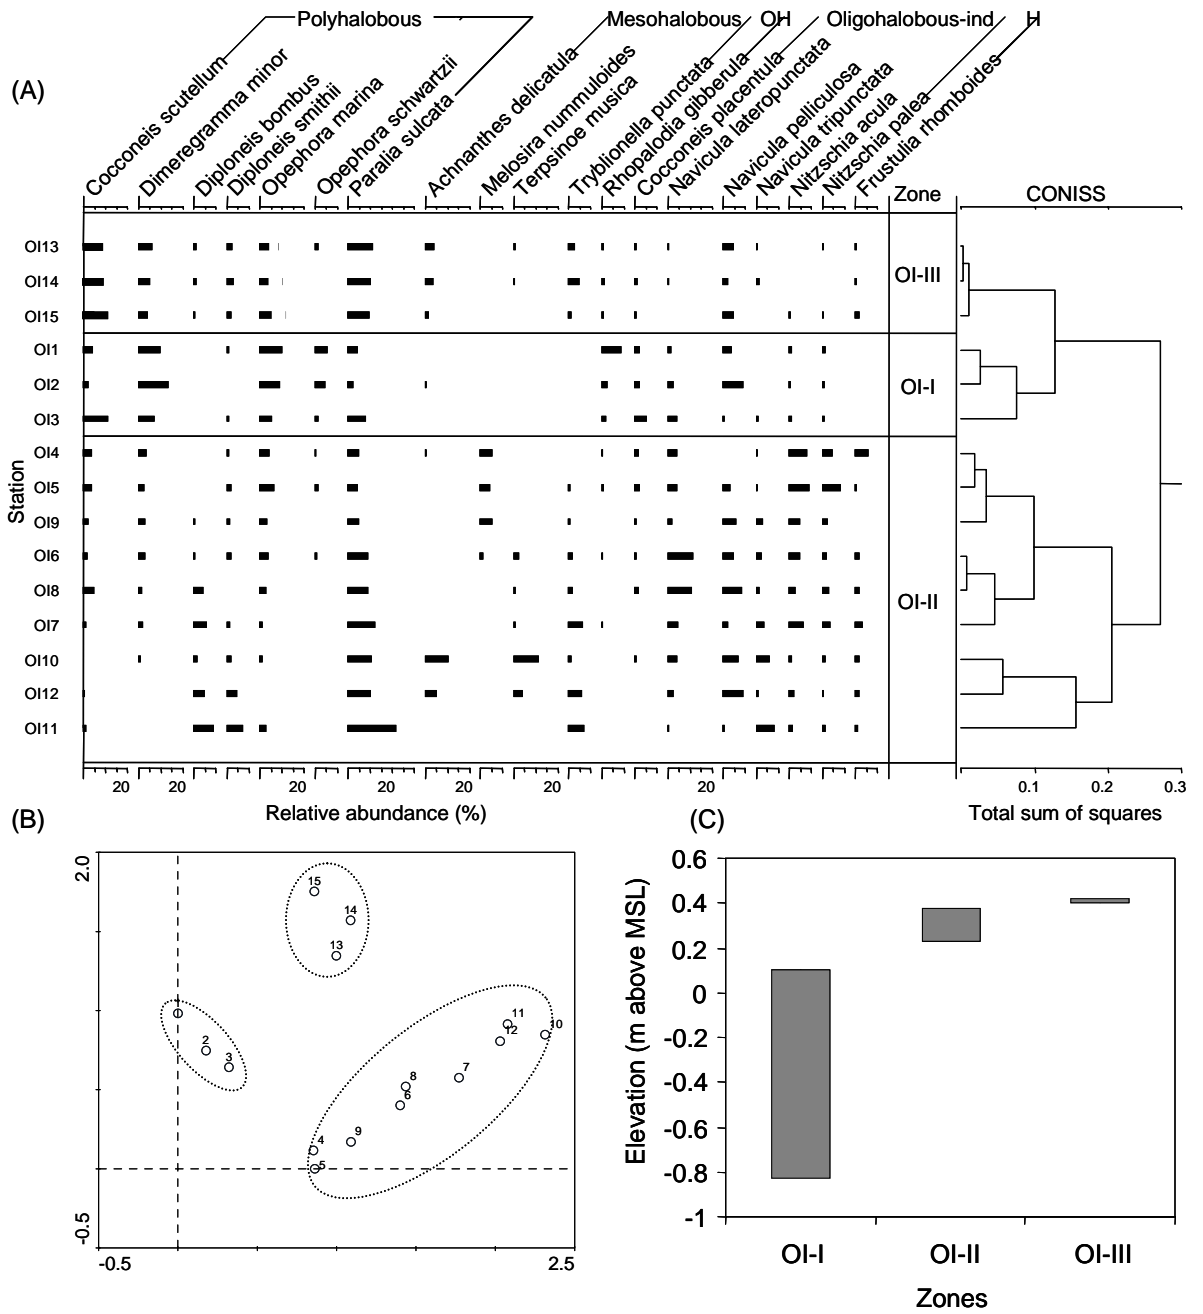 Polyhalobous
Mesohalobous
OH
Oligohalobous-ind
H
(A)
Cocconeis scutellum
Dimeregramma minor
Diploneis bombus
Diploneis smithii
Opephora marina
Opephora schwartzii
Paralia sulcata
Achnanthes delicatula
Melosira nummuloides
Terpsinoe musica
Tryblionella punctata
Rhopalodia gibberula
Cocconeis placentula
Navicula lateropunctata
Navicula pelliculosa
Navicula tripunctata
Nitzschia acula
Nitzschia palea
Frustulia rhomboides
Zone
CONISS
OI13
OI14
OI15
OI1
OI2
OI3
OI4
OI5
OI9
OI6
OI8
OI7
OI10
OI12
OI11
Station
OI-III
OI-I
OI-II
20 20 20 20 20
0.1 0.2 0.3
Relative abundance (%)
Total sum of squares
(B)
2.0
-0.5
15
14
13
2
3
11
12
10
7
8
6
9
4
5
-0.5 2.5
(C)
Elevation (m above MSL)
0.6
0.4
0.2
0
-0.2
-0.4
-0.6
-0.8
-1
OI-I OI-II OI-III
Zones